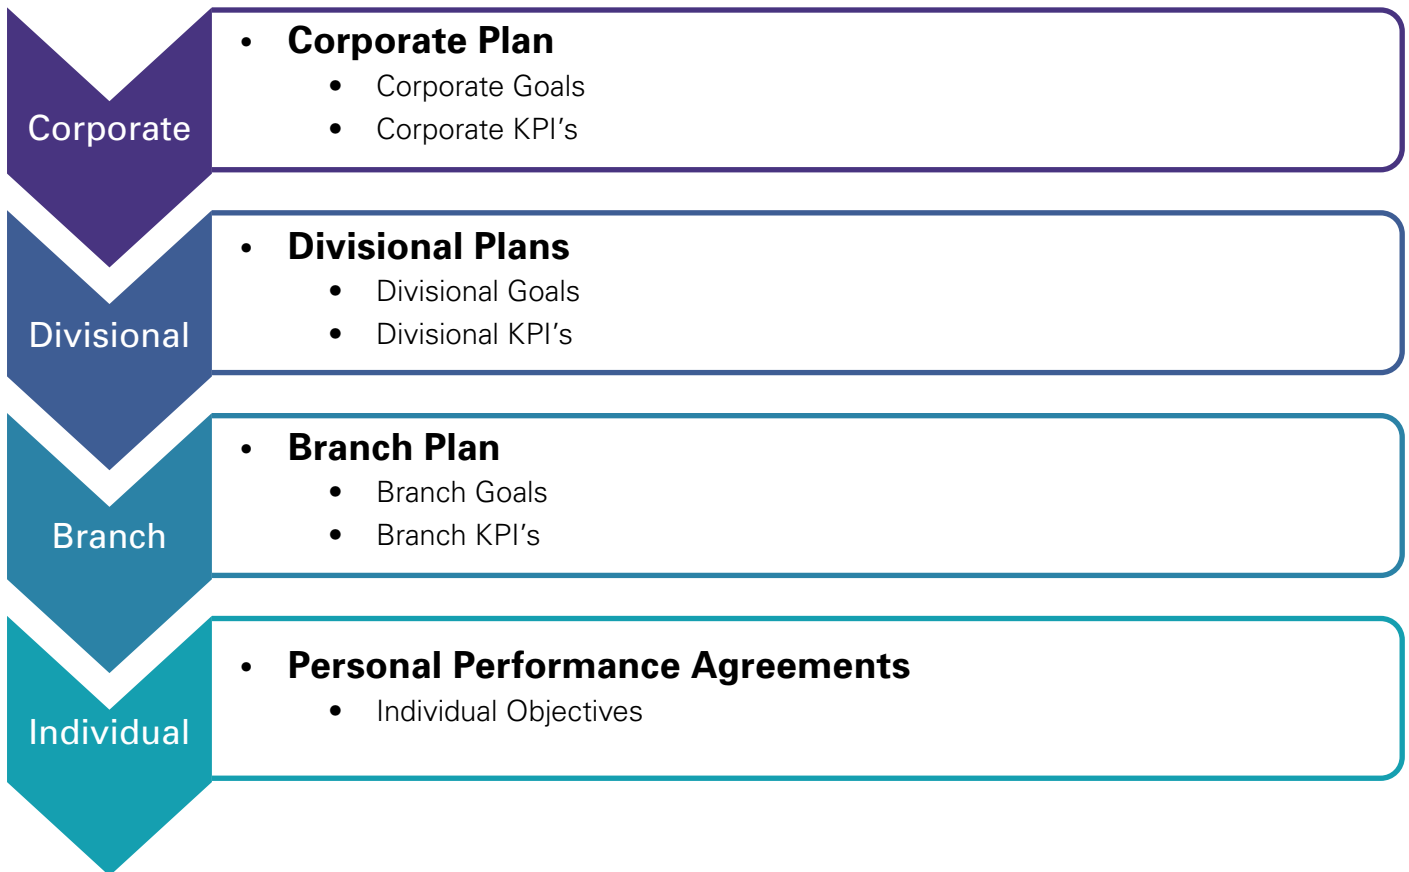 Corporate
• Corporate Plan
• Corporate Goals
• Corporate KPI's
Divisional
• Divisional Plans
• Divisional Goals
• Divisional KPI's
Branch
• Branch Plan
• Branch Goals
• Branch KPI's
Individual
• Personal Performance Agreements
• Individual Objectives